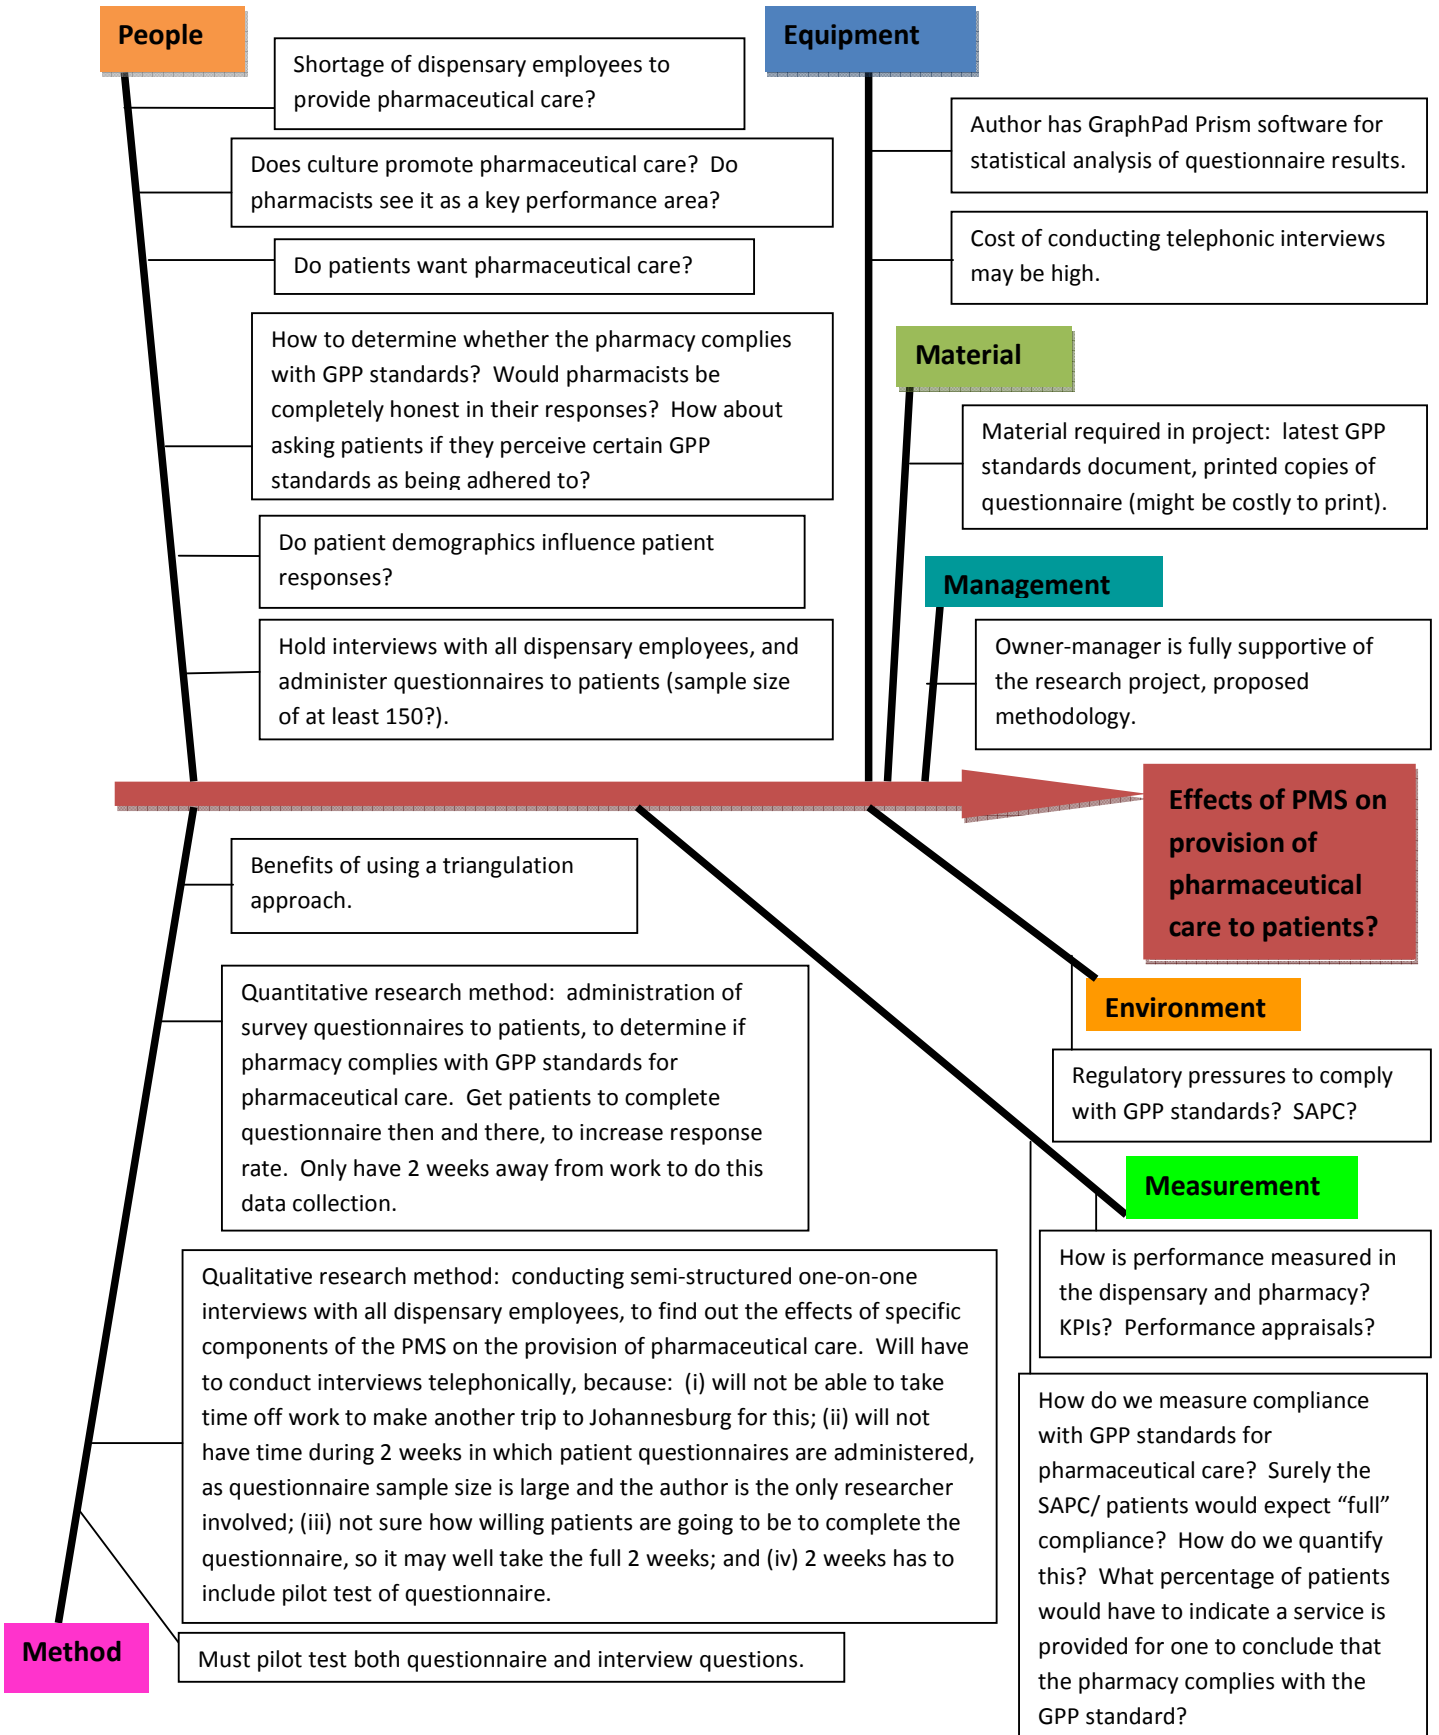 People
Shortage of dispensary employees to
provide pharmaceutical care?
Does culture promote pharmaceutical care? Do
pharmacists see it as a key performance area?
Do patients want pharmaceutical care?
How to determine whether the pharmacy complies
with GPP standards? Would pharmacists be
completely honest in their responses? How about
asking patients if they perceive certain GPP
standards as being adhered to?
Do patient demographics influence patient
responses?
Hold interviews with all dispensary employees, and
administer questionnaires to patients (sample size
of at least 150?).
Equipment
Author has GraphPad Prism software for
statistical analysis of questionnaire results.
Cost of conducting telephonic interviews
may be high.
Material
Material required in project: latest GPP
standards document, printed copies of
questionnaire (might be costly to print).
Management
Owner-manager is fully supportive of
the research project, proposed
methodology.
Effects of PMS on
provision of
pharmaceutical
care to patients?
Benefits of using a triangulation
approach.
Quantitative research method: administration of
survey questionnaires to patients, to determine if
pharmacy complies with GPP standards for
pharmaceutical care. Get patients to complete
questionnaire then and there, to increase response
rate. Only have 2 weeks away from work to do this
data collection.
Qualitative research method: conducting semi-structured one-on-one
interviews with all dispensary employees, to find out the effects of specific
components of the PMS on the provision of pharmaceutical care. Will have
to conduct interviews telephonically, because: (i) will not be able to take
time off work to make another trip to Johannesburg for this; (ii) will not
have time during 2 weeks in which patient questionnaires are administered,
as questionnaire sample size is large and the author is the only researcher
involved; (iii) not sure how willing patients are going to be to complete the
questionnaire, so it may well take the full 2 weeks; and (iv) 2 weeks has to
include pilot test of questionnaire.
Method
Must pilot test both questionnaire and interview questions.
Environment
Regulatory pressures to comply
with GPP standards? SAPC?
Measurement
How is performance measured in
the dispensary and pharmacy?
KPIs? Performance appraisals?
How do we measure compliance
with GPP standards for
pharmaceutical care? Surely the
SAPC/ patients would expect “full”
compliance? How do we quantify
this? What percentage of patients
would have to indicate a service is
provided for one to conclude that
the pharmacy complies with the
GPP standard?